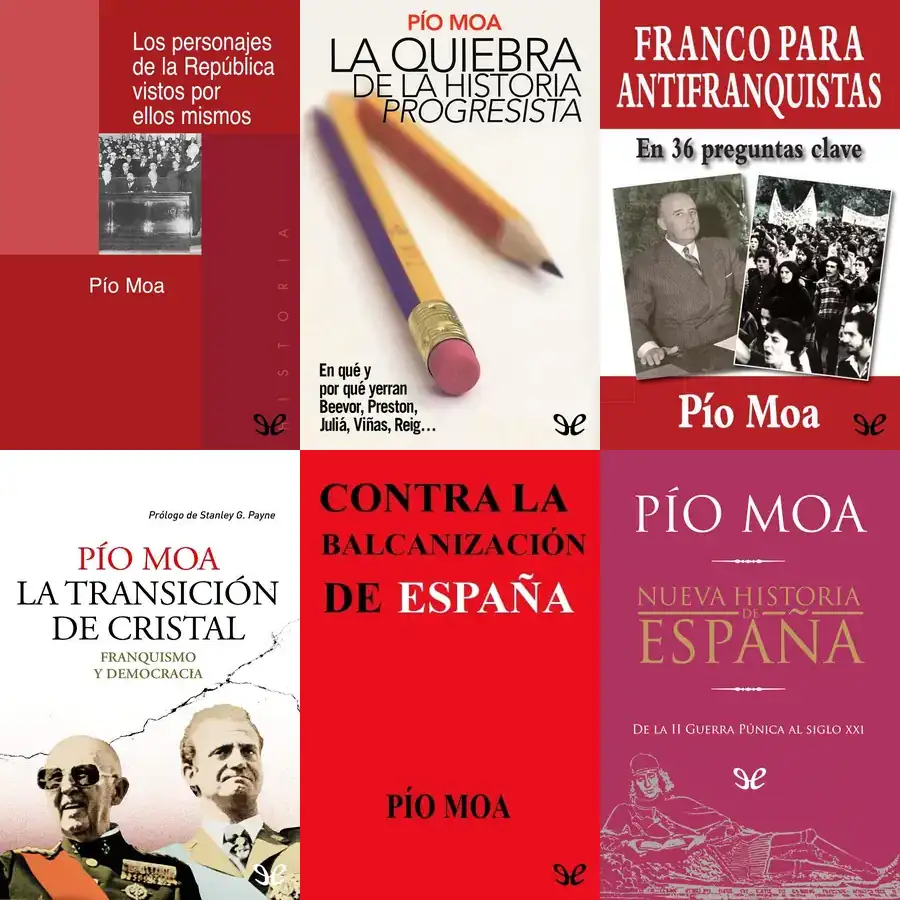 Los personajes
de la República
vistos por
ellos mismos
Pío Moa
HISTORIA
PÍO MOA
LA QUIEBRA
DE LA HISTORIA
PROGRESISTA
En qué y
por qué yerran
Beevor, Preston,
Juliá, Viñas, Reig...
FRANCO PARA
ANTIFRANQUISTAS
En 36 preguntas clave
Pío Moa
Prólogo de Stanley G. Payne
PÍO MOA
LA TRANSICIÓN
DE CRISTAL
FRANQUISMO
Y DEMOCRACIA
CONTRA LA
BALCANIZACIÓN
DE ESPAÑA
PÍO MOA
PÍO MOA
NUEVA HISTORIA
DE
ESPAÑA
DE LA II GUERRA PÚNICA AL SIGLO XXI